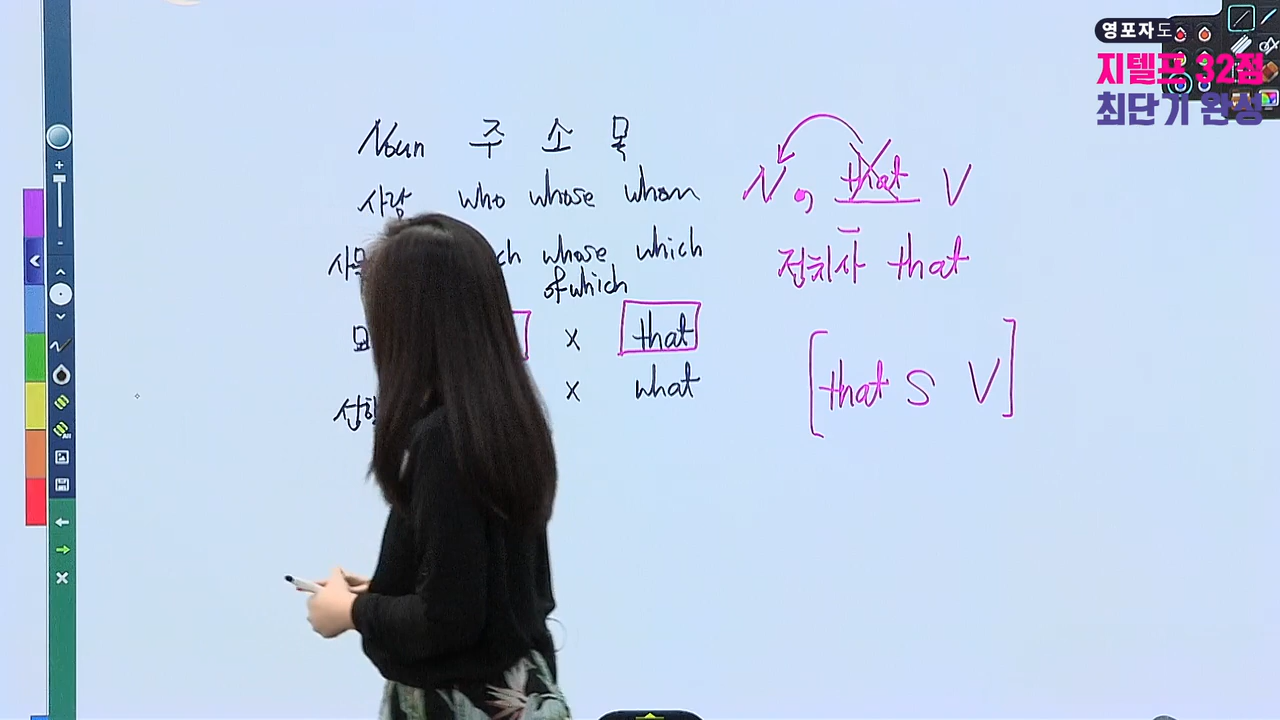 영포자도
지텔프 32점
최단기 완성
Noun 주 소 목
사람 who whose whom
whose which
of which
x that
x what
N, that V
전치사 that
[that S V]